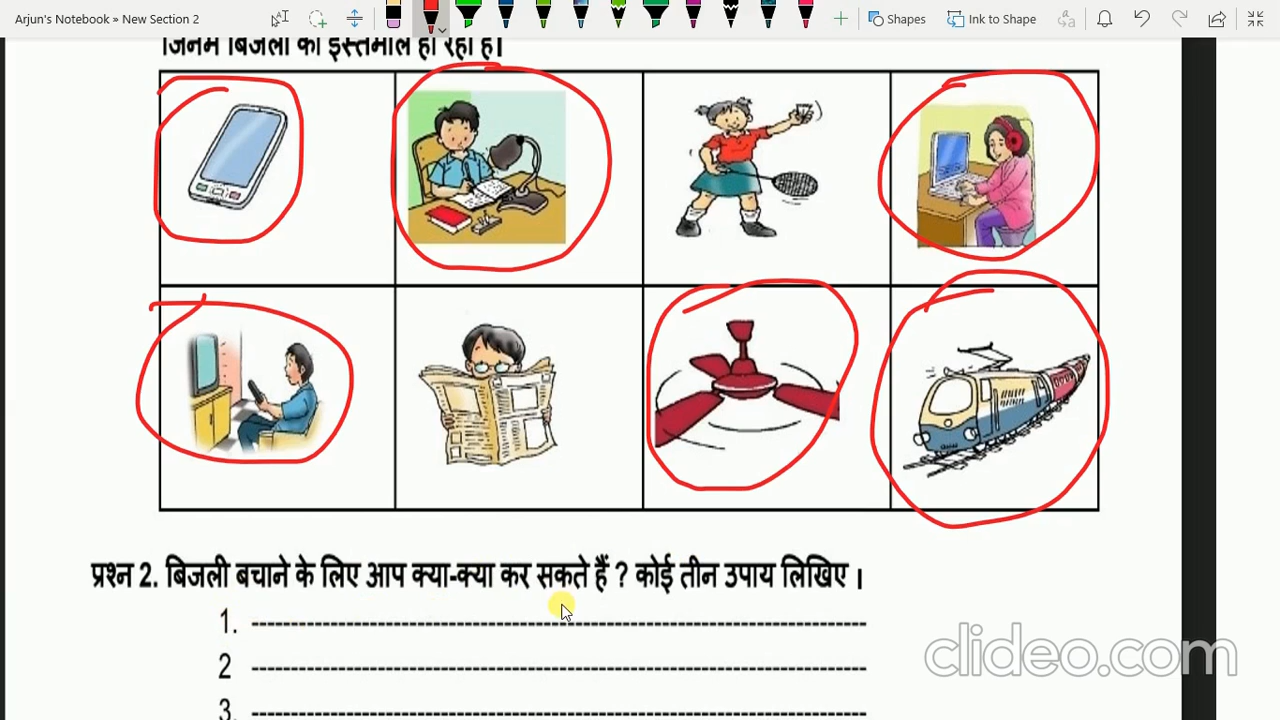 Arjun's Notebook » New Section 2
Shapes
Ink to Shape
जिनमें बिजली का इस्तेमाल हो रहा है।
प्रश्न 2. बिजली बचाने के लिए आप क्या-क्या कर सकते हैं ? कोई तीन उपाय लिखिए ।
1. ------------------------------------------------------------------------
2 ------------------------------------------------------------------------
3. ------------------------------------------------------------------------
clideo.com